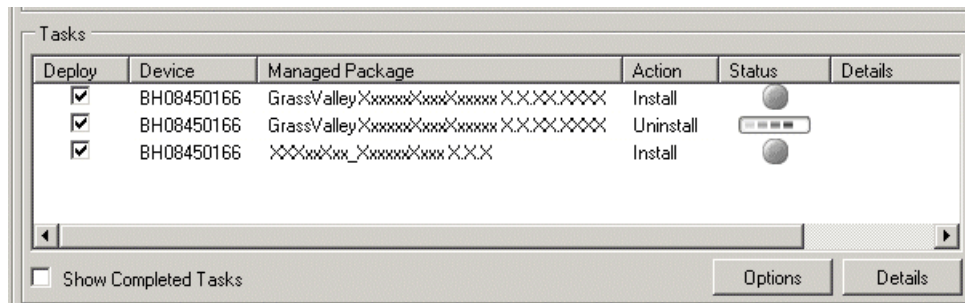 Tasks
Deploy Device Managed Package Action Status Details
BH08450166 GrassValleyXxxxxxXxxxXxxxxx X.X.XX.XXXX Install
BH08450166 GrassValleyXxxxxxXxxxXxxxxx X.X.XX.XXXX Uninstall
BH08450166 XXXxxXxx_XxxxxxXxxx X.X.X Install
Show Completed Tasks Options Details